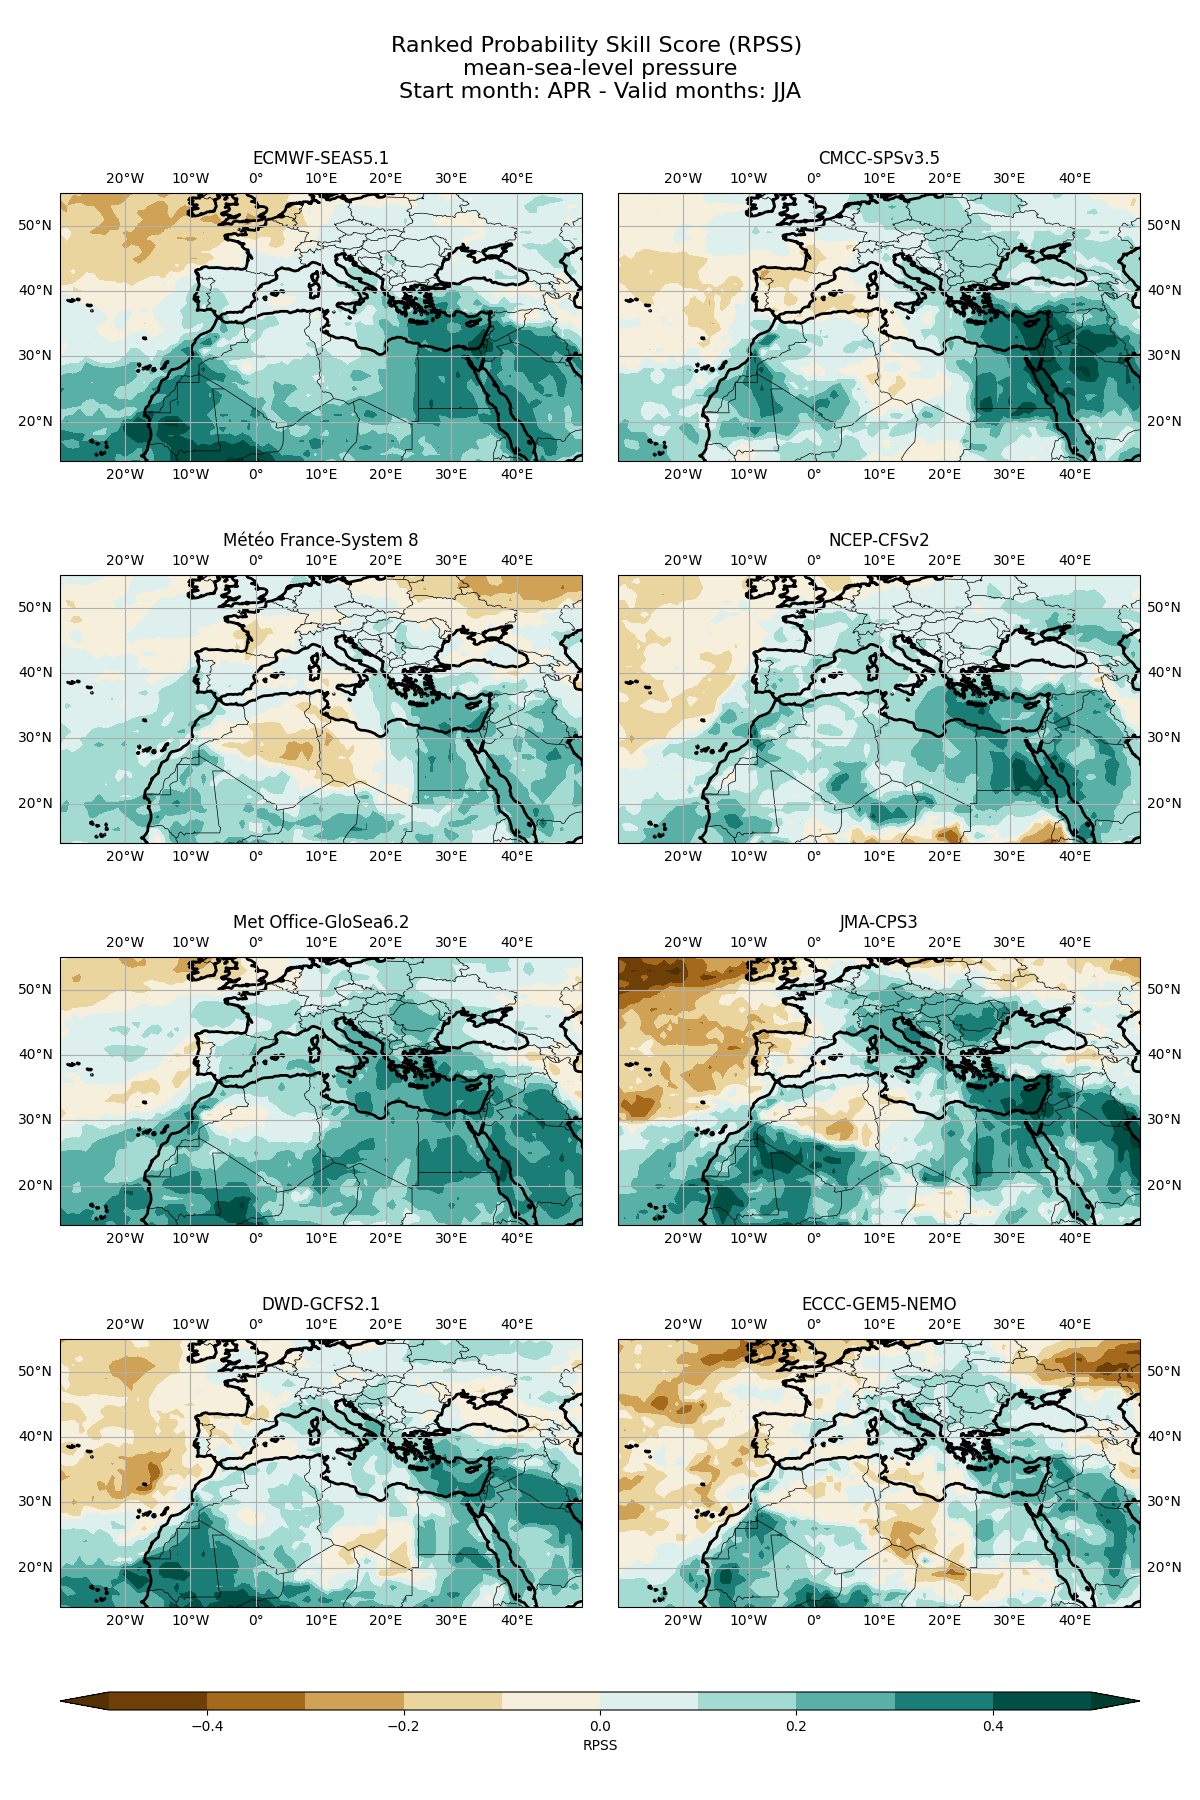 Ranked Probability Skill Score (RPSS)
mean-sea-level pressure
Start month: APR - Valid months: JJA
ECMWF-SEAS5.1
CMCC-SPSv3.5
20°W 10°W 0° 10°E 20°E 30°E 40°E
20°W 10°W 0° 10°E 20°E 30°E 40°E
50°N
50°N
40°N
40°N
30°N
30°N
20°N
20°N
20°W 10°W 0° 10°E 20°E 30°E 40°E
20°W 10°W 0° 10°E 20°E 30°E 40°E
Météo France-System 8
NCEP-CFSv2
20°W 10°W 0° 10°E 20°E 30°E 40°E
20°W 10°W 0° 10°E 20°E 30°E 40°E
50°N
50°N
40°N
40°N
30°N
30°N
20°N
20°N
20°W 10°W 0° 10°E 20°E 30°E 40°E
20°W 10°W 0° 10°E 20°E 30°E 40°E
Met Office-GloSea6.2
JMA-CPS3
20°W 10°W 0° 10°E 20°E 30°E 40°E
20°W 10°W 0° 10°E 20°E 30°E 40°E
50°N
50°N
40°N
40°N
30°N
30°N
20°N
20°N
20°W 10°W 0° 10°E 20°E 30°E 40°E
20°W 10°W 0° 10°E 20°E 30°E 40°E
DWD-GCFS2.1
ECCC-GEM5-NEMO
20°W 10°W 0° 10°E 20°E 30°E 40°E
20°W 10°W 0° 10°E 20°E 30°E 40°E
50°N
50°N
40°N
40°N
30°N
30°N
20°N
20°N
20°W 10°W 0° 10°E 20°E 30°E 40°E
20°W 10°W 0° 10°E 20°E 30°E 40°E
−0.4 −0.2 0.0 0.2 0.4
RPSS